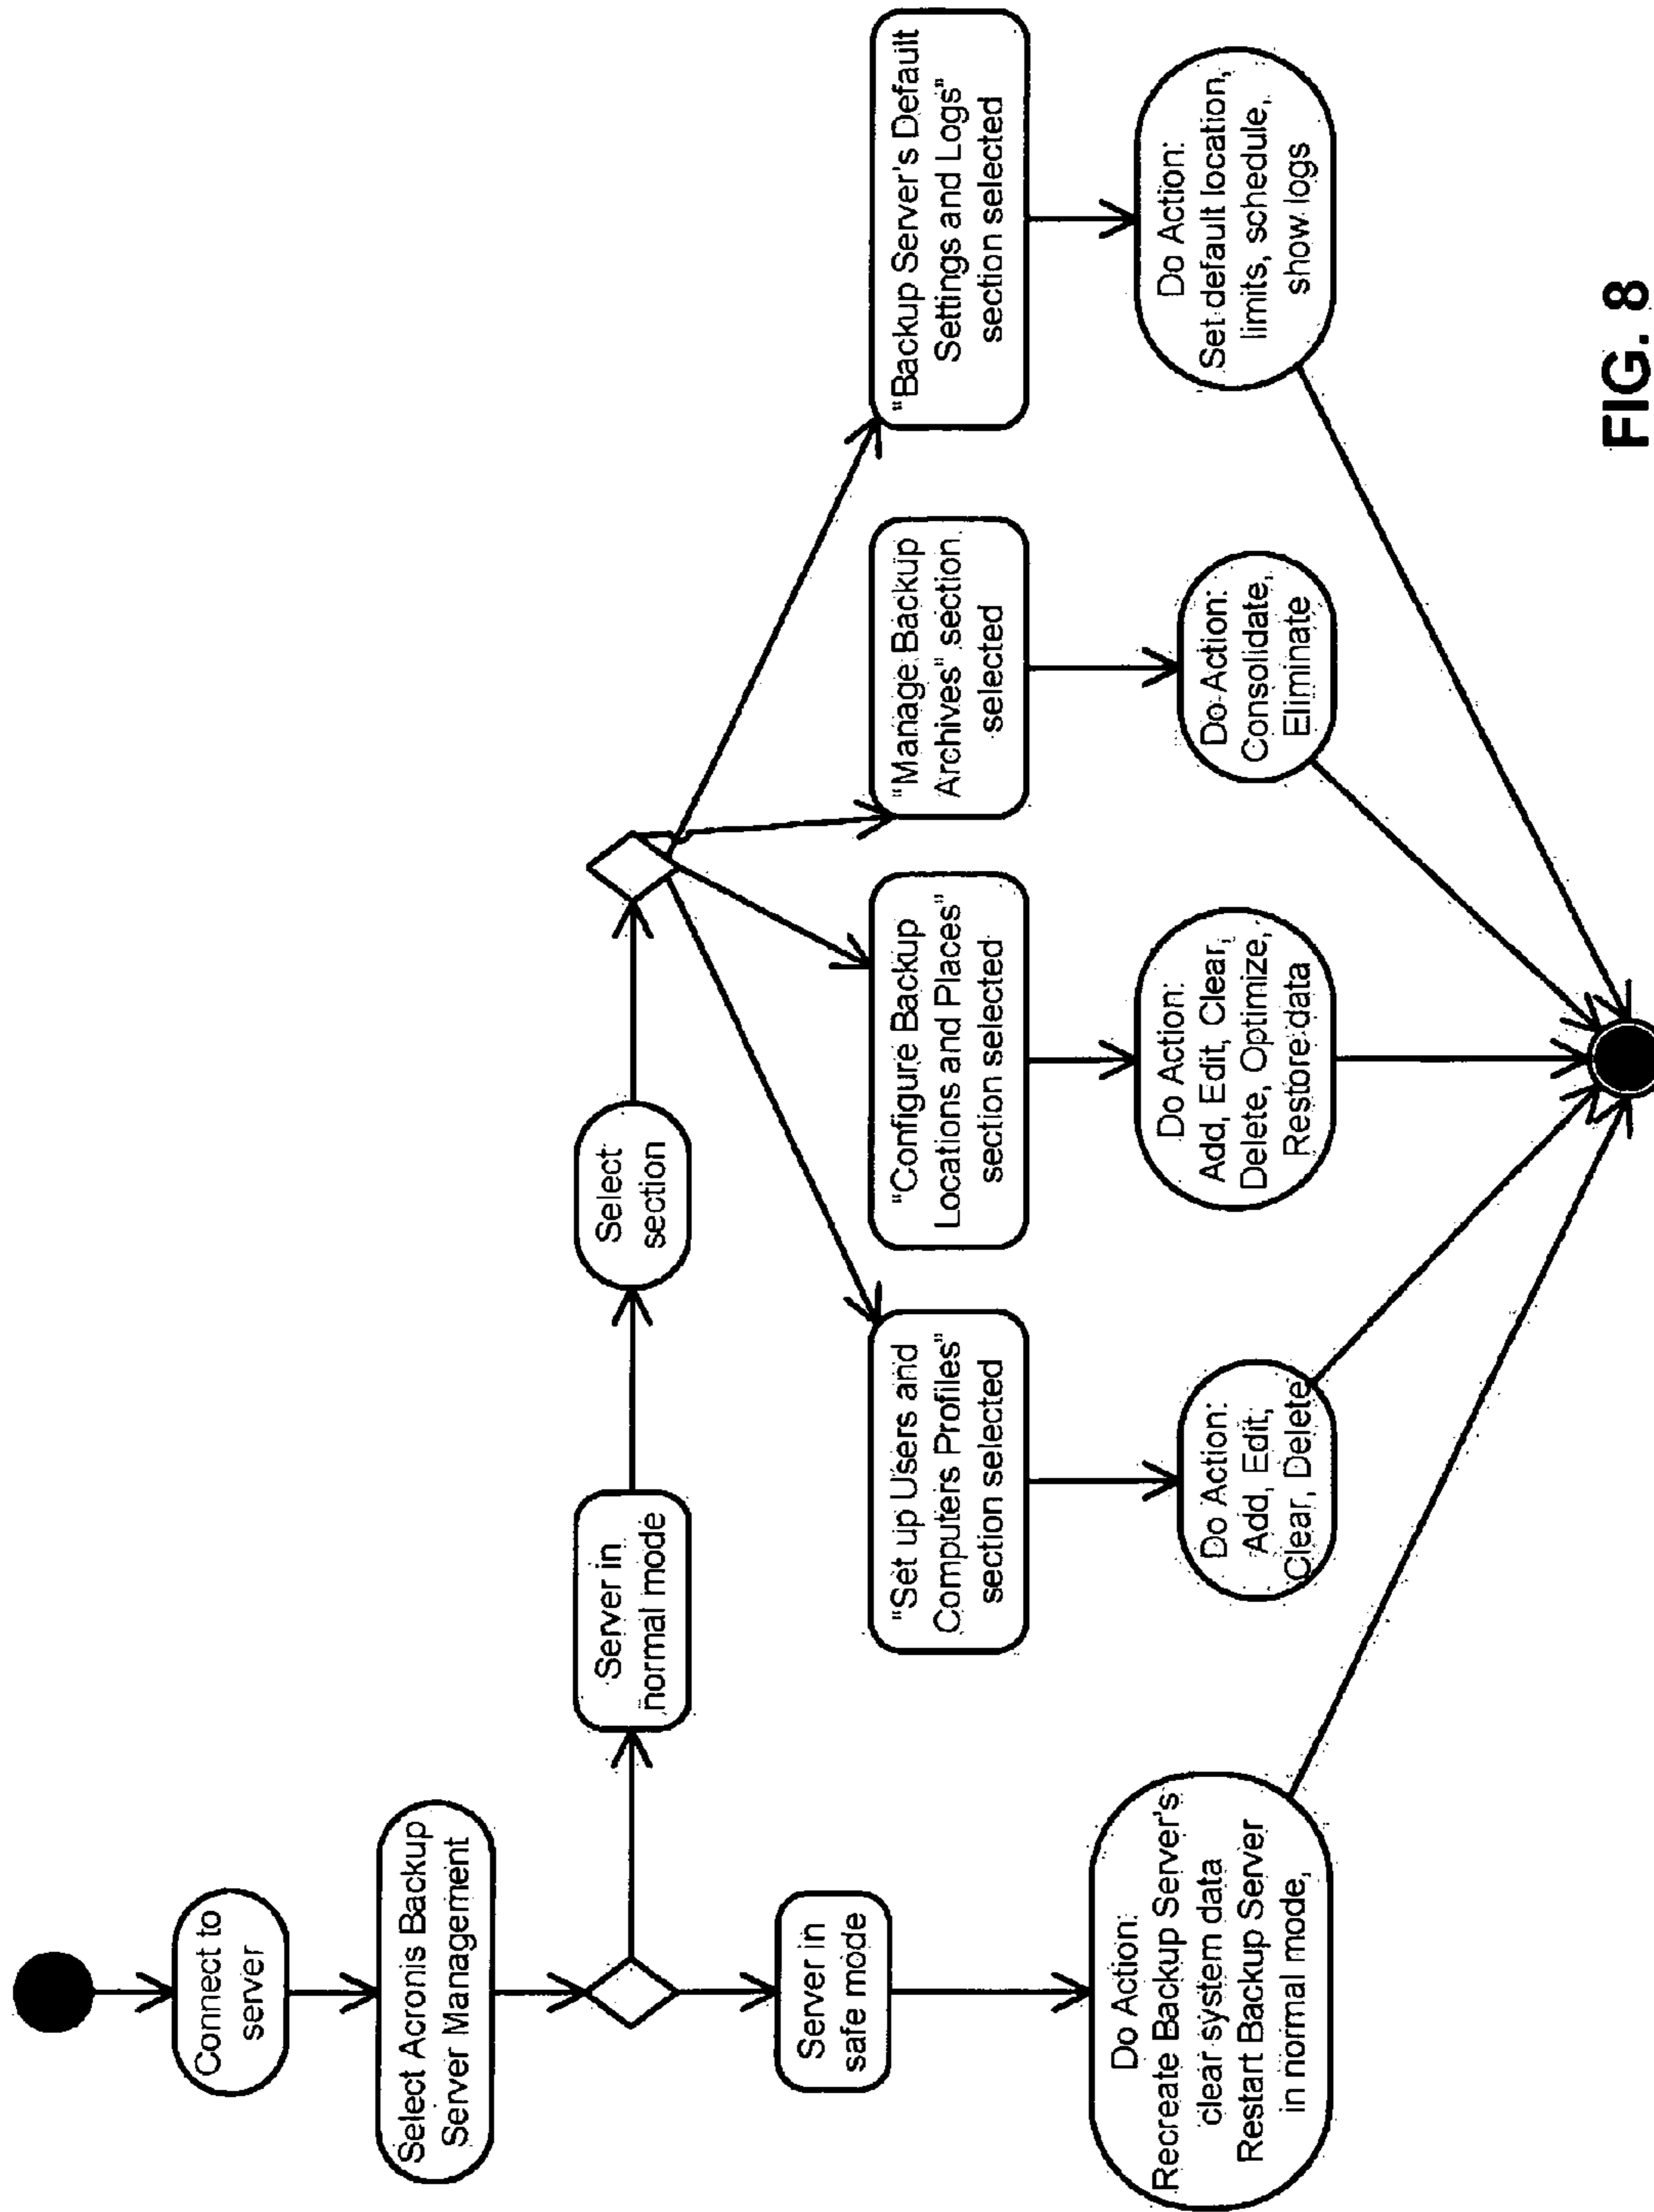 Connect to
server
Select Acronis Backup
Server Management
Server in
normal mode
Select
section
Server in
safe mode
"Set up Users and
Computers Profiles"
section selected
"Configure Backup
Locations and Places"
section selected
"Manage Backup
Archives" section
selected
"Backup Server's Default
Settings and Logs"
section selected
Do Action:
Recreate Backup Server's
clear system data
Restart Backup Server
in normal mode,
Do Action:
Add, Edit,
Clear, Delete
Do Action:
Add, Edit, Clear,
Delete, Optimize,
Restore data
Do Action:
Consolidate,
Eliminate
Do Action:
Set default location,
limits, schedule,
show logs
FIG. 8